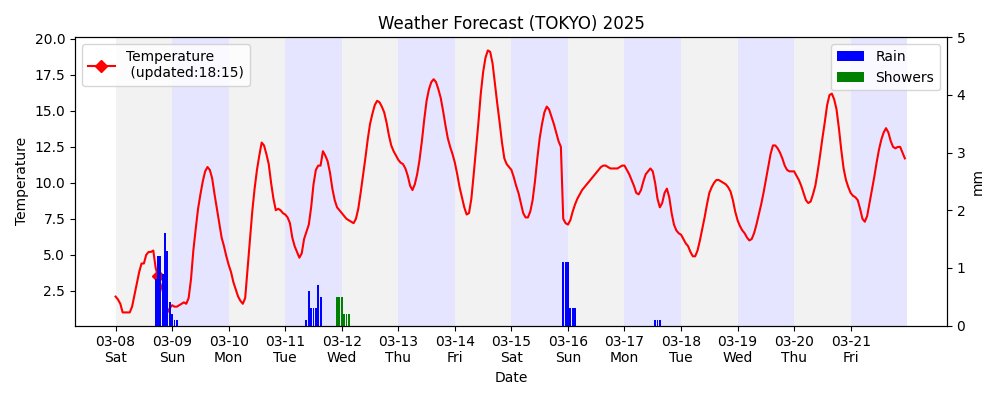 Weather Forecast (TOKYO) 2025
Temperature
(updated:18:15)
Rain
Showers
20.0
17.5
15.0
12.5
10.0
7.5
5.0
2.5
Temperature
5
4
3
2
1
0
mm
03-08 03-09 03-10 03-11 03-12 03-13 03-14 03-15 03-16 03-17 03-18 03-19 03-20 03-21
Sat Sun Mon Tue Wed Thu Fri Sat Sun Mon Tue Wed Thu Fri
Date